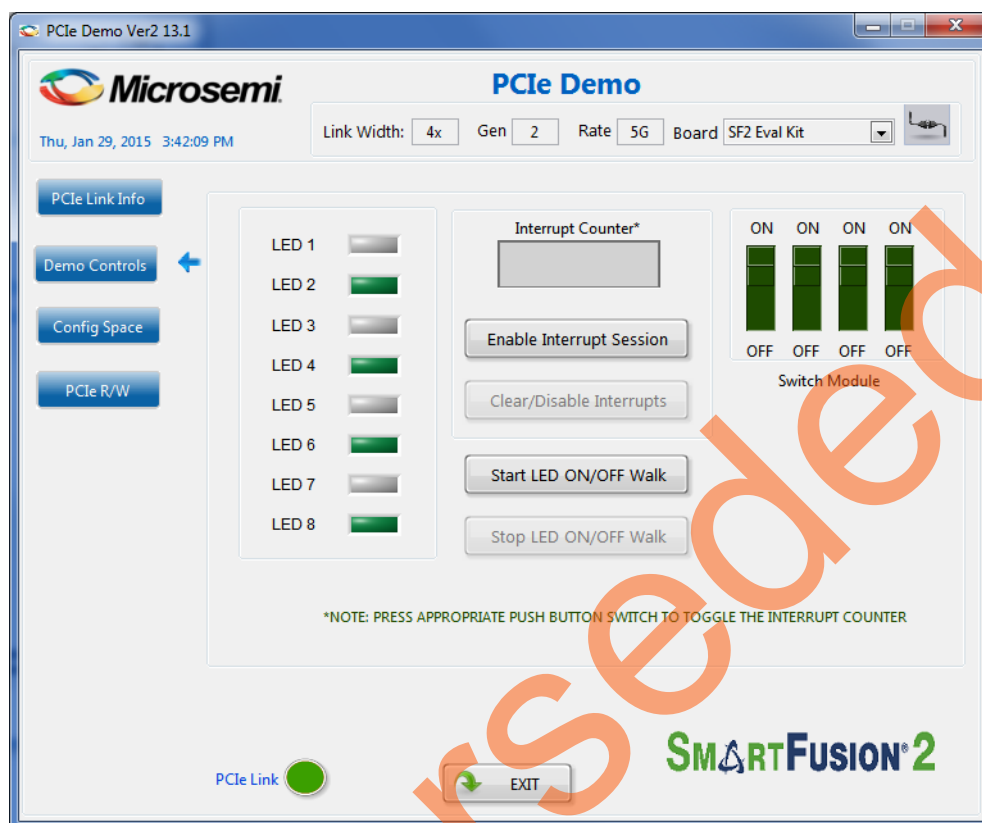 PCIe Demo Ver2 13.1
Microsemi.
PCIe Demo
Thu, Jan 29, 2015 3:42:09 PM
Link Width: 4x Gen 2 Rate 5G Board SF2 Eval Kit
PCIe Link Info
Demo Controls
Config Space
PCIe R/W
LED 1
LED 2
LED 3
LED 4
LED 5
LED 6
LED 7
LED 8
Interrupt Counter*
Enable Interrupt Session
Clear/Disable Interrupts
Start LED ON/OFF Walk
Stop LED ON/OFF Walk
ON ON ON ON
OFF OFF OFF OFF
Switch Module
*NOTE: PRESS APPROPRIATE PUSH BUTTON SWITCH TO TOGGLE THE INTERRUPT COUNTER
PCIe Link
EXIT
SMARTFUSION®2
rseded